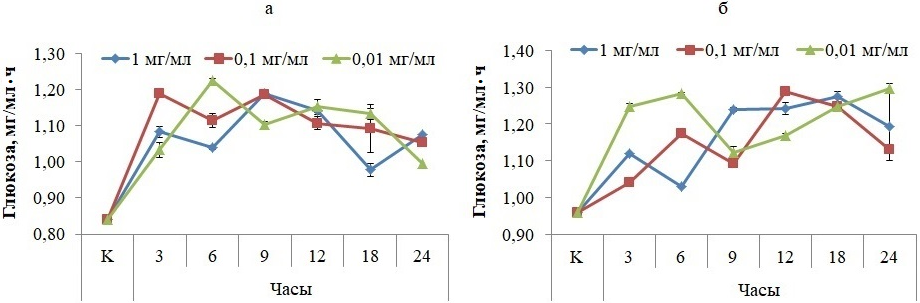 а
Глюкоза, мг/мл·ч
1 мг/мл 0,1 мг/мл 0,01 мг/мл
1,30
1,20
1,10
1,00
0,90
0,80
К 3 6 9 12 18 24
Часы
б
Глюкоза, мг/мл·ч
1 мг/мл 0,1 мг/мл 0,01 мг/мл
1,40
1,30
1,20
1,10
1,00
0,90
К 3 6 9 12 18 24
Часы